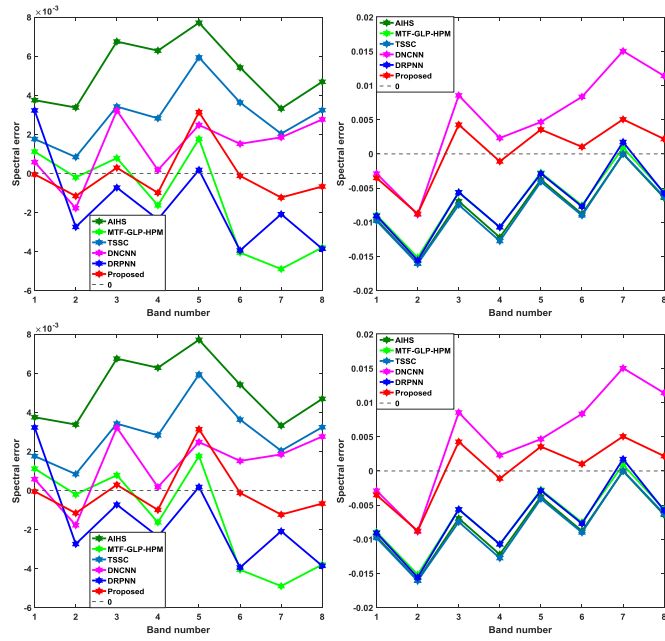 ×10⁻³
8
6
4
2
0
-2
-4
-6
Spectral error
AIHS
MTF-GLP-HPM
TSSC
DNCNN
DRPNN
Proposed
0
1 2 3 4 5 6 7 8
Band number
0.02
0.015
0.01
0.005
0
-0.005
-0.01
-0.015
-0.02
Spectral error
AIHS
MTF-GLP-HPM
TSSC
DNCNN
DRPNN
Proposed
0
1 2 3 4 5 6 7 8
Band number
×10⁻³
8
6
4
2
0
-2
-4
-6
Spectral error
AIHS
MTF-GLP-HPM
TSSC
DNCNN
DRPNN
Proposed
0
1 2 3 4 5 6 7 8
Band number
0.02
0.015
0.01
0.005
0
-0.005
-0.01
-0.015
-0.02
Spectral error
AIHS
MTF-GLP-HPM
TSSC
DNCNN
DRPNN
Proposed
0
1 2 3 4 5 6 7 8
Band number